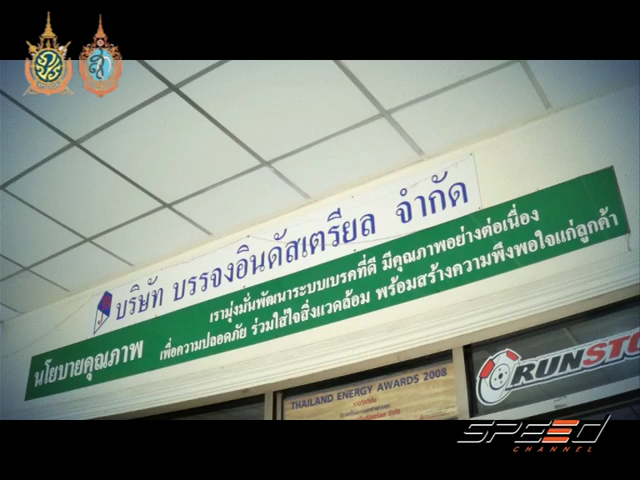 บริษัท บรรจงอินดัสเตรียล จำกัด
นโยบายคุณภาพ
เรามุ่งมั่นพัฒนาระบบเบรคที่ดี มีคุณภาพอย่างต่อเนื่อง
เพื่อความปลอดภัย ร่วมใส่ใจสิ่งแวดล้อม พร้อมสร้างความพึงพอใจแก่ลูกค้า
THAILAND ENERGY AWARDS 2008
RUNSTO
SPEED
CHANNEL